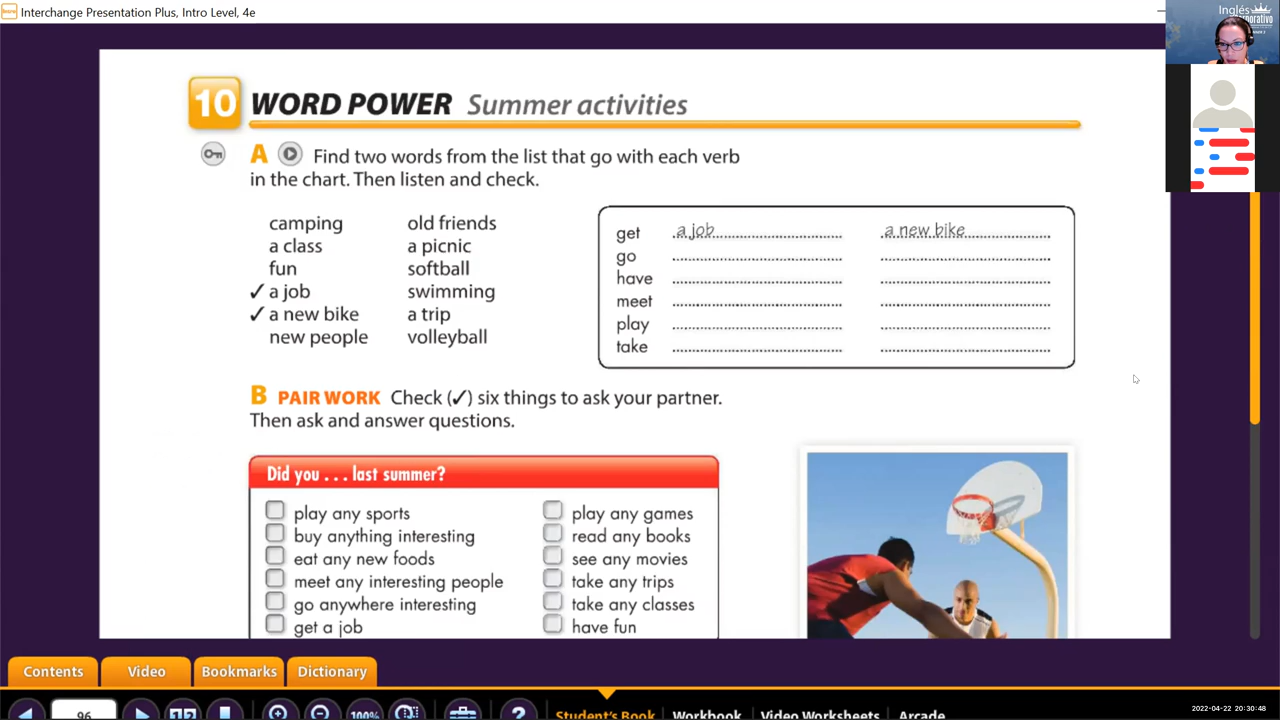 Interchange Presentation Plus, Intro Level, 4e
Inglés
Corporativo
10 WORD POWER Summer activities
A Find two words from the list that go with each verb
in the chart. Then listen and check.
camping
a class
fun
✓ a job
✓ a new bike
new people
old friends
a picnic
softball
swimming
a trip
volleyball
get a job a new bike
go
have
meet
play
take
B PAIR WORK Check (✓) six things to ask your partner.
Then ask and answer questions.
Did you . . . last summer?
play any sports
buy anything interesting
eat any new foods
meet any interesting people
go anywhere interesting
get a job
play any games
read any books
see any movies
take any trips
take any classes
have fun
Contents Video Bookmarks Dictionary
96
100%
Student's Book Workbook Video Worksheets Arcade
2022-04-22 20:30:48